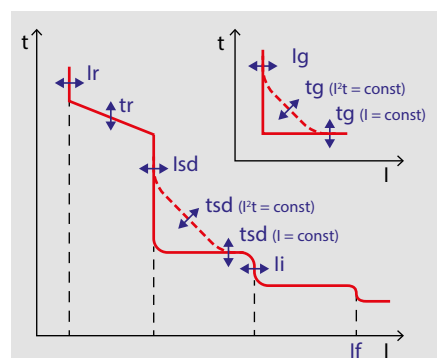 t
Ir
tr
Isd
tsd (I²t = const)
tsd (I = const)
Ii
If
I
t
Ig
tg (I²t = const)
tg (I = const)
I